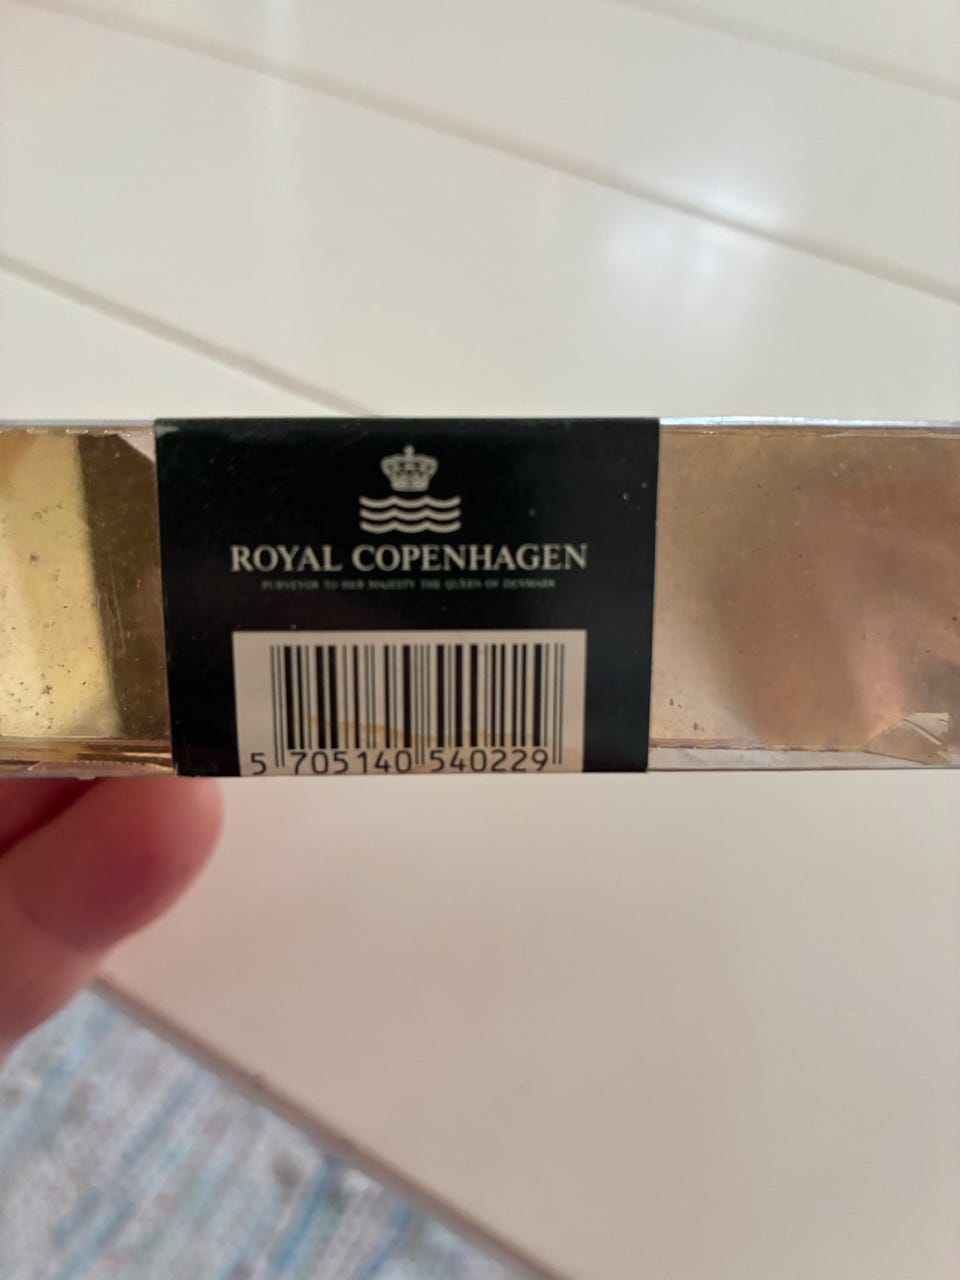 ROYAL COPENHAGEN
PURVEYOR TO HER MAJESTY THE QUEEN OF DENMARK
5 705140 540229